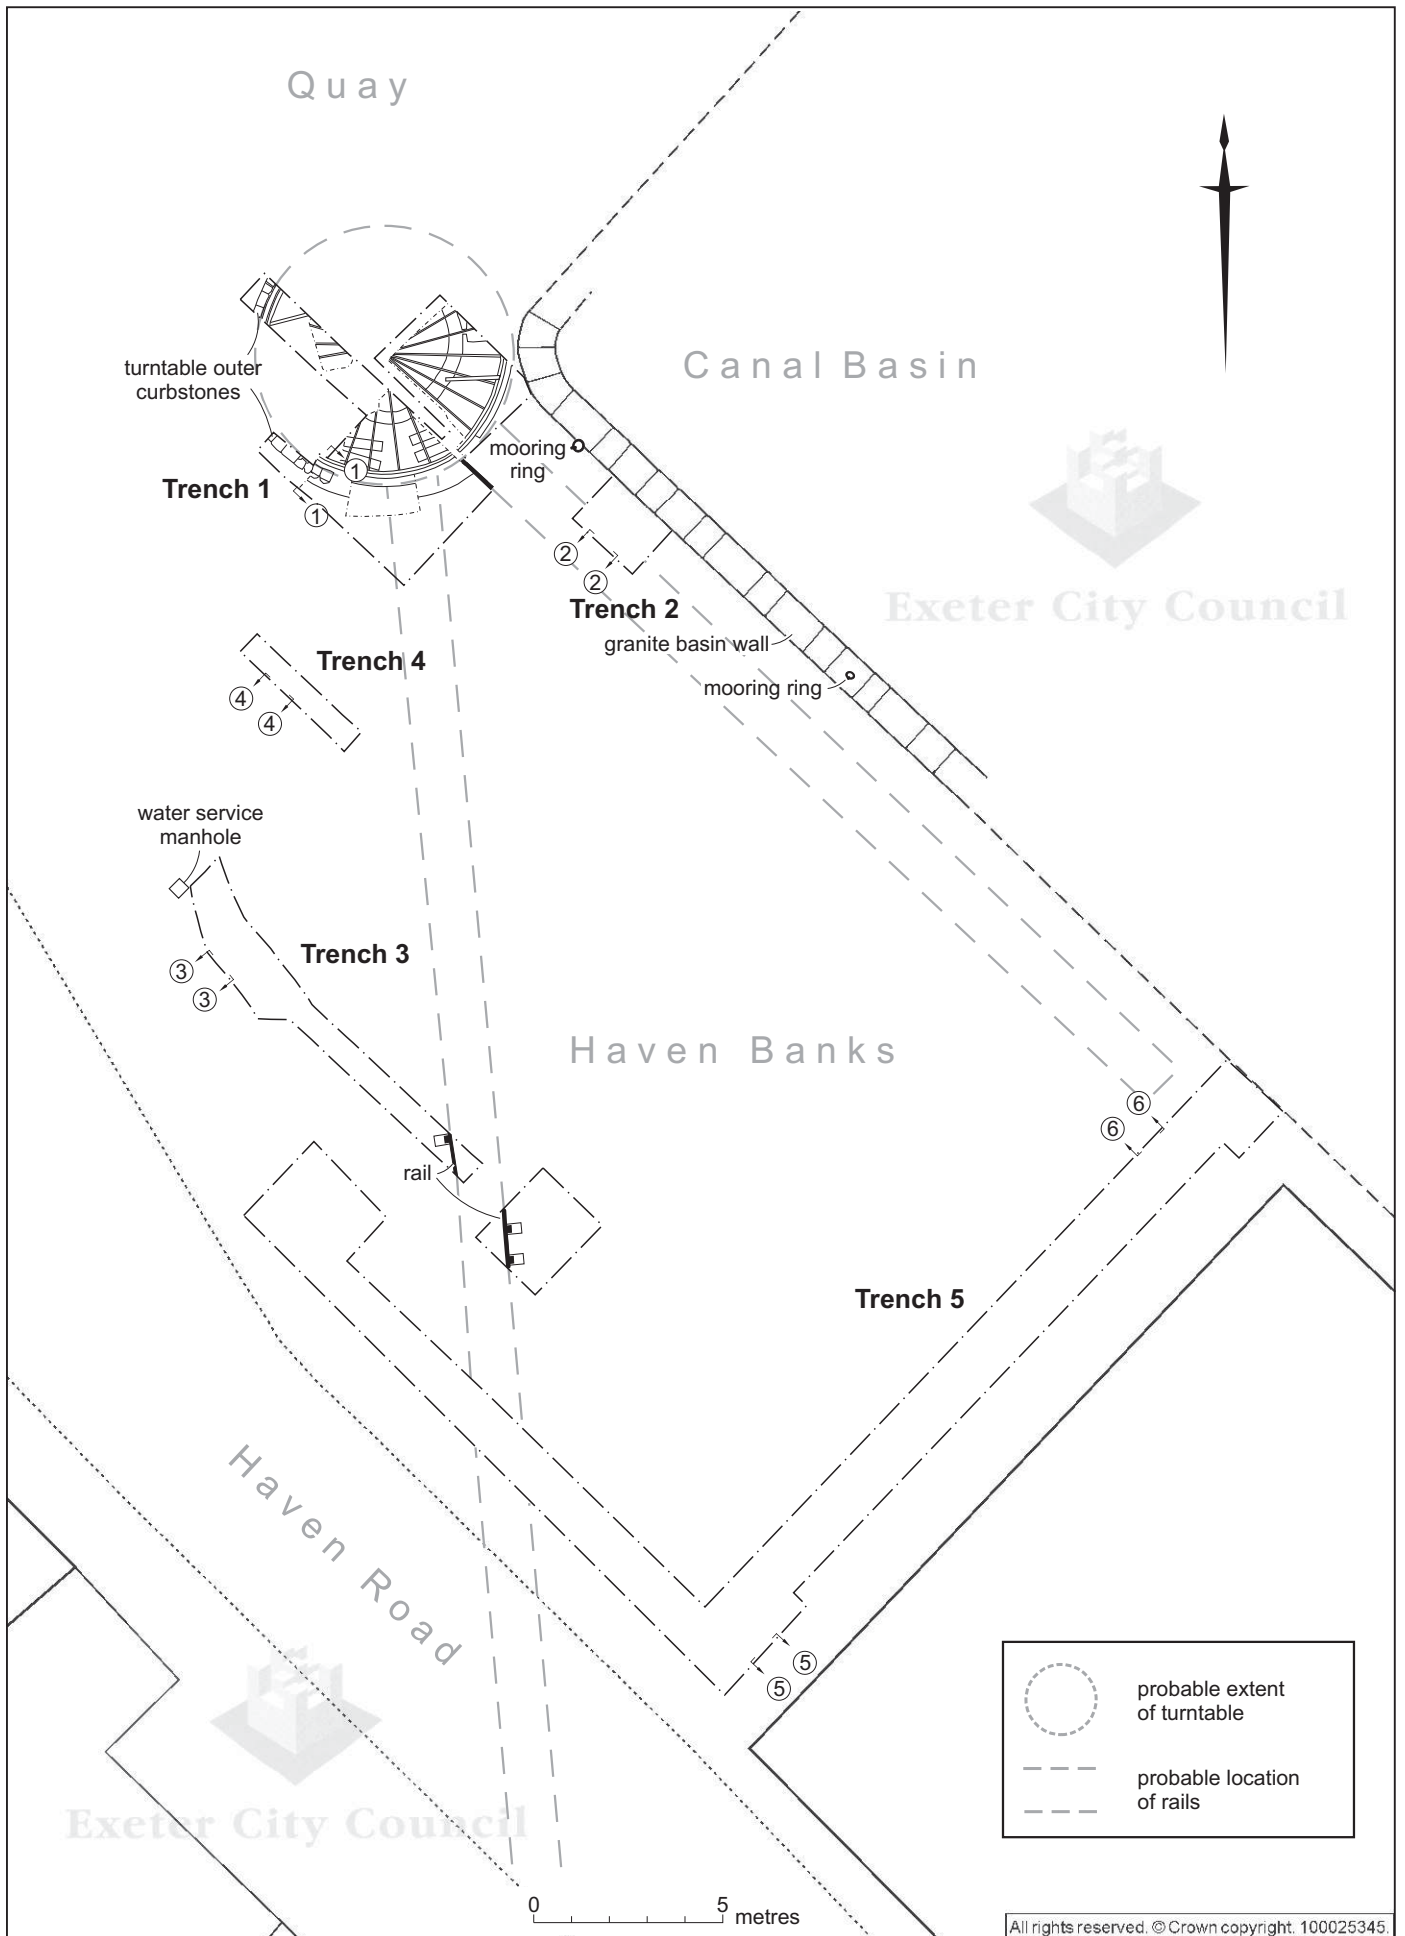 Quay
Canal Basin
turntable outer
curbstones
mooring
ring
1
Trench 1
1
2
2
Trench 2
Exeter City Council
granite basin wall
Trench 4
mooring ring
4
4
water service
manhole
Trench 3
3
3
Haven Banks
6
6
rail
Trench 5
Haven Road
5
5
probable extent
of turntable
probable location
of rails
Exeter City Council
0 5
metres
All rights reserved. © Crown copyright. 100025345.